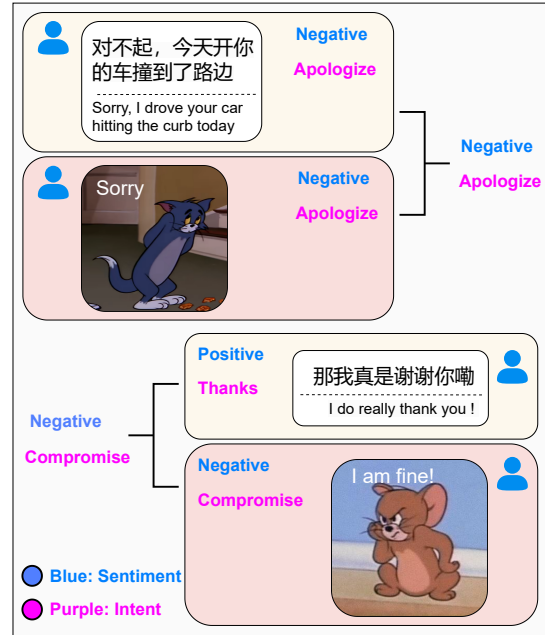 对不起，今天开你
的车撞到了路边
Sorry, I drove your car
hitting the curb today
Negative
Apologize
Sorry
Negative
Apologize
Negative
Apologize
Positive
Thanks
那我真是谢谢你嘞
I do really thank you !
Negative
Compromise
Negative
Compromise
I am fine!
Blue: Sentiment
Purple: Intent